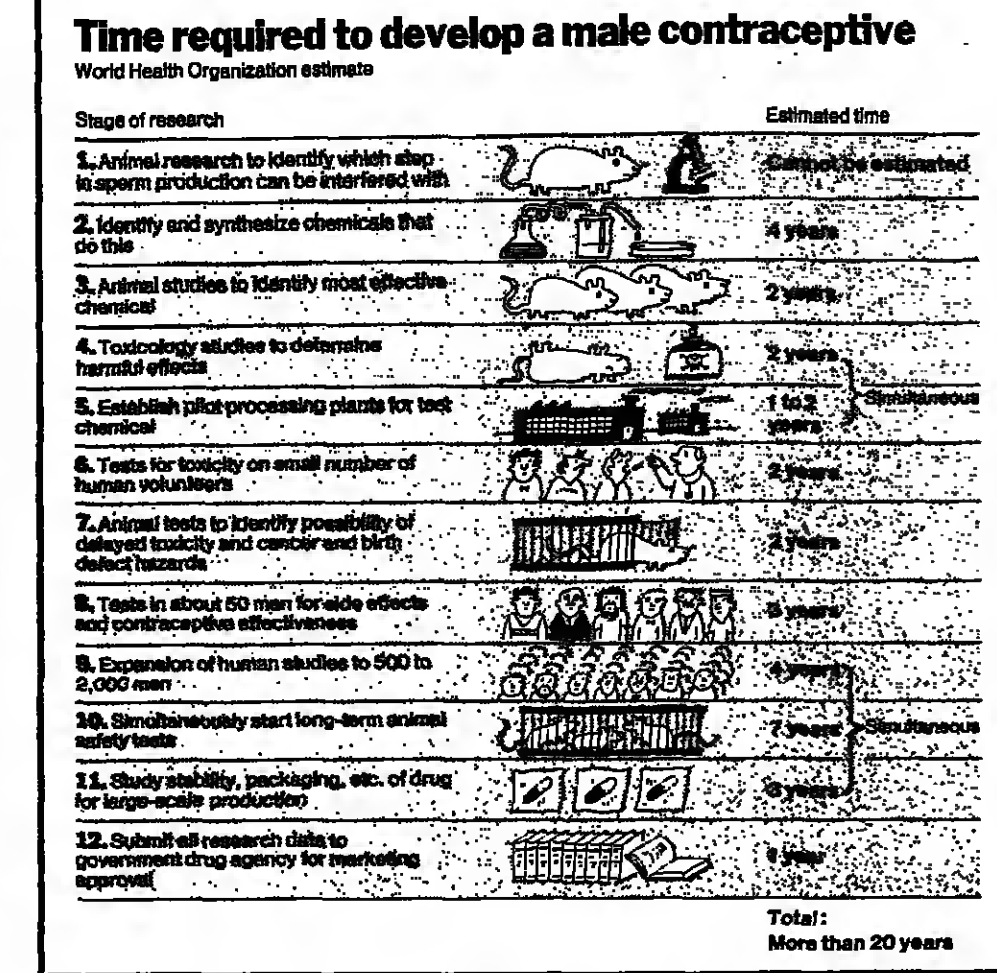 Time required to develop a male contraceptive
World Health Organization estimate
Stage of research
Estimated time
1. Animal research to identify which step
in sperm production can be interfered with
Cannot be estimated
2. Identify and synthesize chemicals that
do this
4 years
3. Animal studies to identify most effective
chemical
2 years
4. Toxicology studies to determine
harmful effects
2 years
5. Establish pilot processing plants for test
chemical
1 to 2
years
Simultaneous
6. Tests for toxicity on small number of
human volunteers
2 years
7. Animal tests to identify possibility of
delayed toxicity and cancer and birth
defect hazards
2 years
8. Tests in about 50 men for side effects
and contraceptive effectiveness
years
9. Expansion of human studies to 500 to
2,000 men
4 years
10. Simultaneously start long-term animal
safety tests
7 years
Simultaneous
11. Study stability, packaging, etc. of drug
for large-scale production
3 years
12. Submit all research data to
government drug agency for marketing
approval
1 year
Total:
More than 20 years